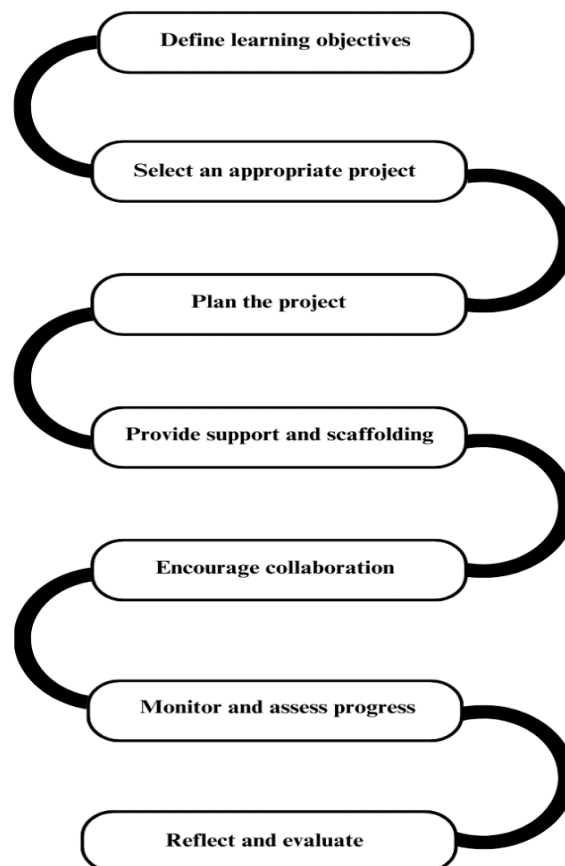 Define learning objectives
Select an appropriate project
Plan the project
Provide support and scaffolding
Encourage collaboration
Monitor and assess progress
Reflect and evaluate